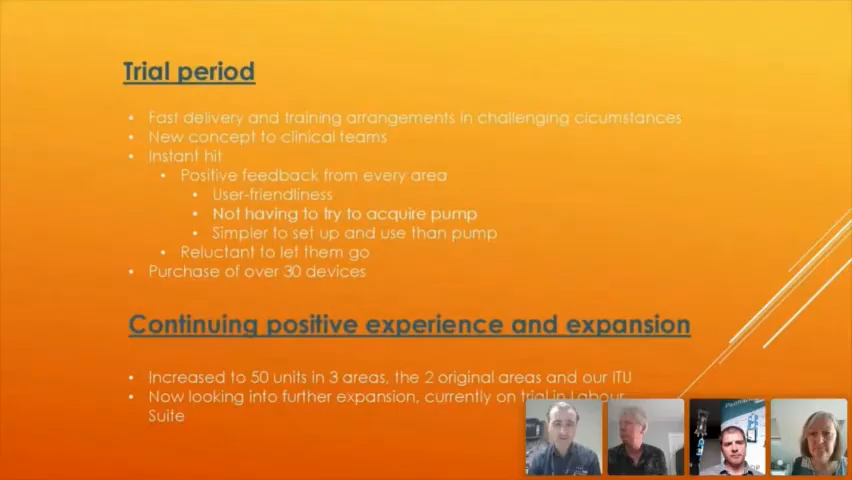 Trial period
• Fast delivery and training arrangements in challenging cicumstances
• New concept to clinical teams
• Instant hit
• Positive feedback from every area
• User-friendliness
• Not having to try to acquire pump
• Simpler to set up and use than pump
• Reluctant to let them go
• Purchase of over 30 devices
Continuing positive experience and expansion
• Increased to 50 units in 3 areas, the 2 original areas and our ITU
• Now looking into further expansion, currently on trial in Labour
Suite